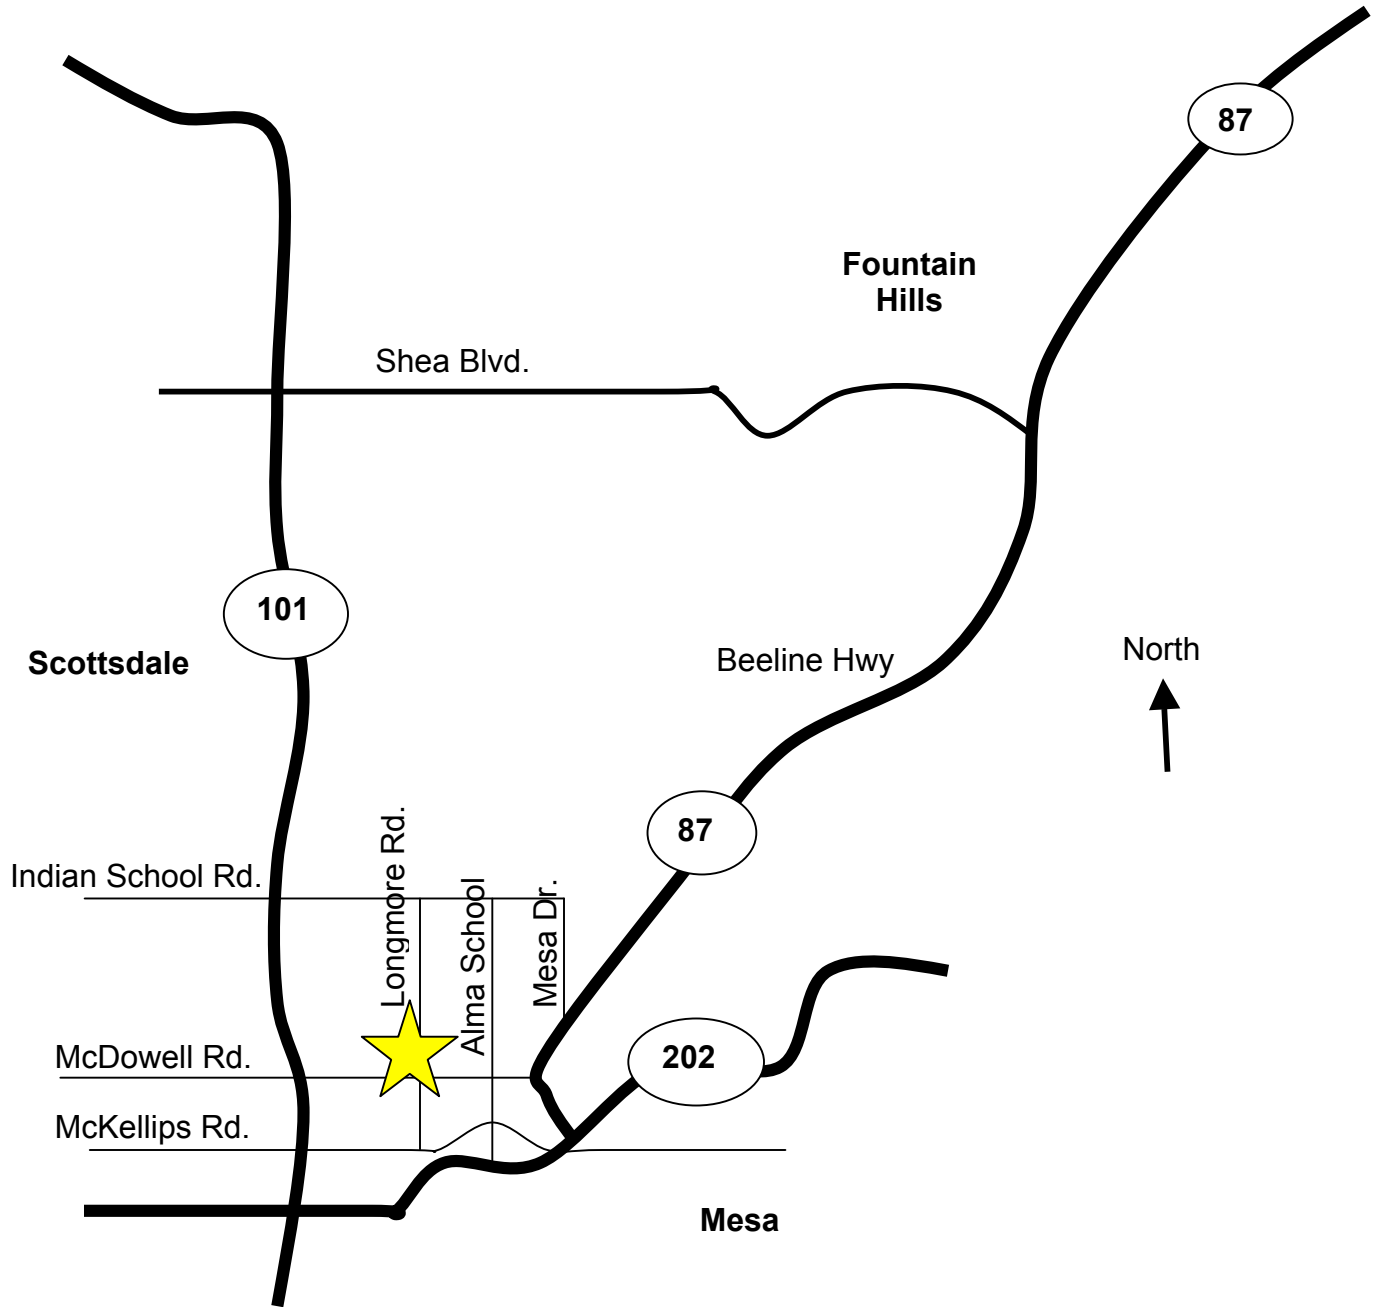 87
Fountain
Hills
Shea Blvd.
101
Scottsdale
Beeline Hwy
North
87
Indian School Rd.
Longmore Rd.
Alma School
Mesa Dr.
McDowell Rd.
202
McKellips Rd.
Mesa